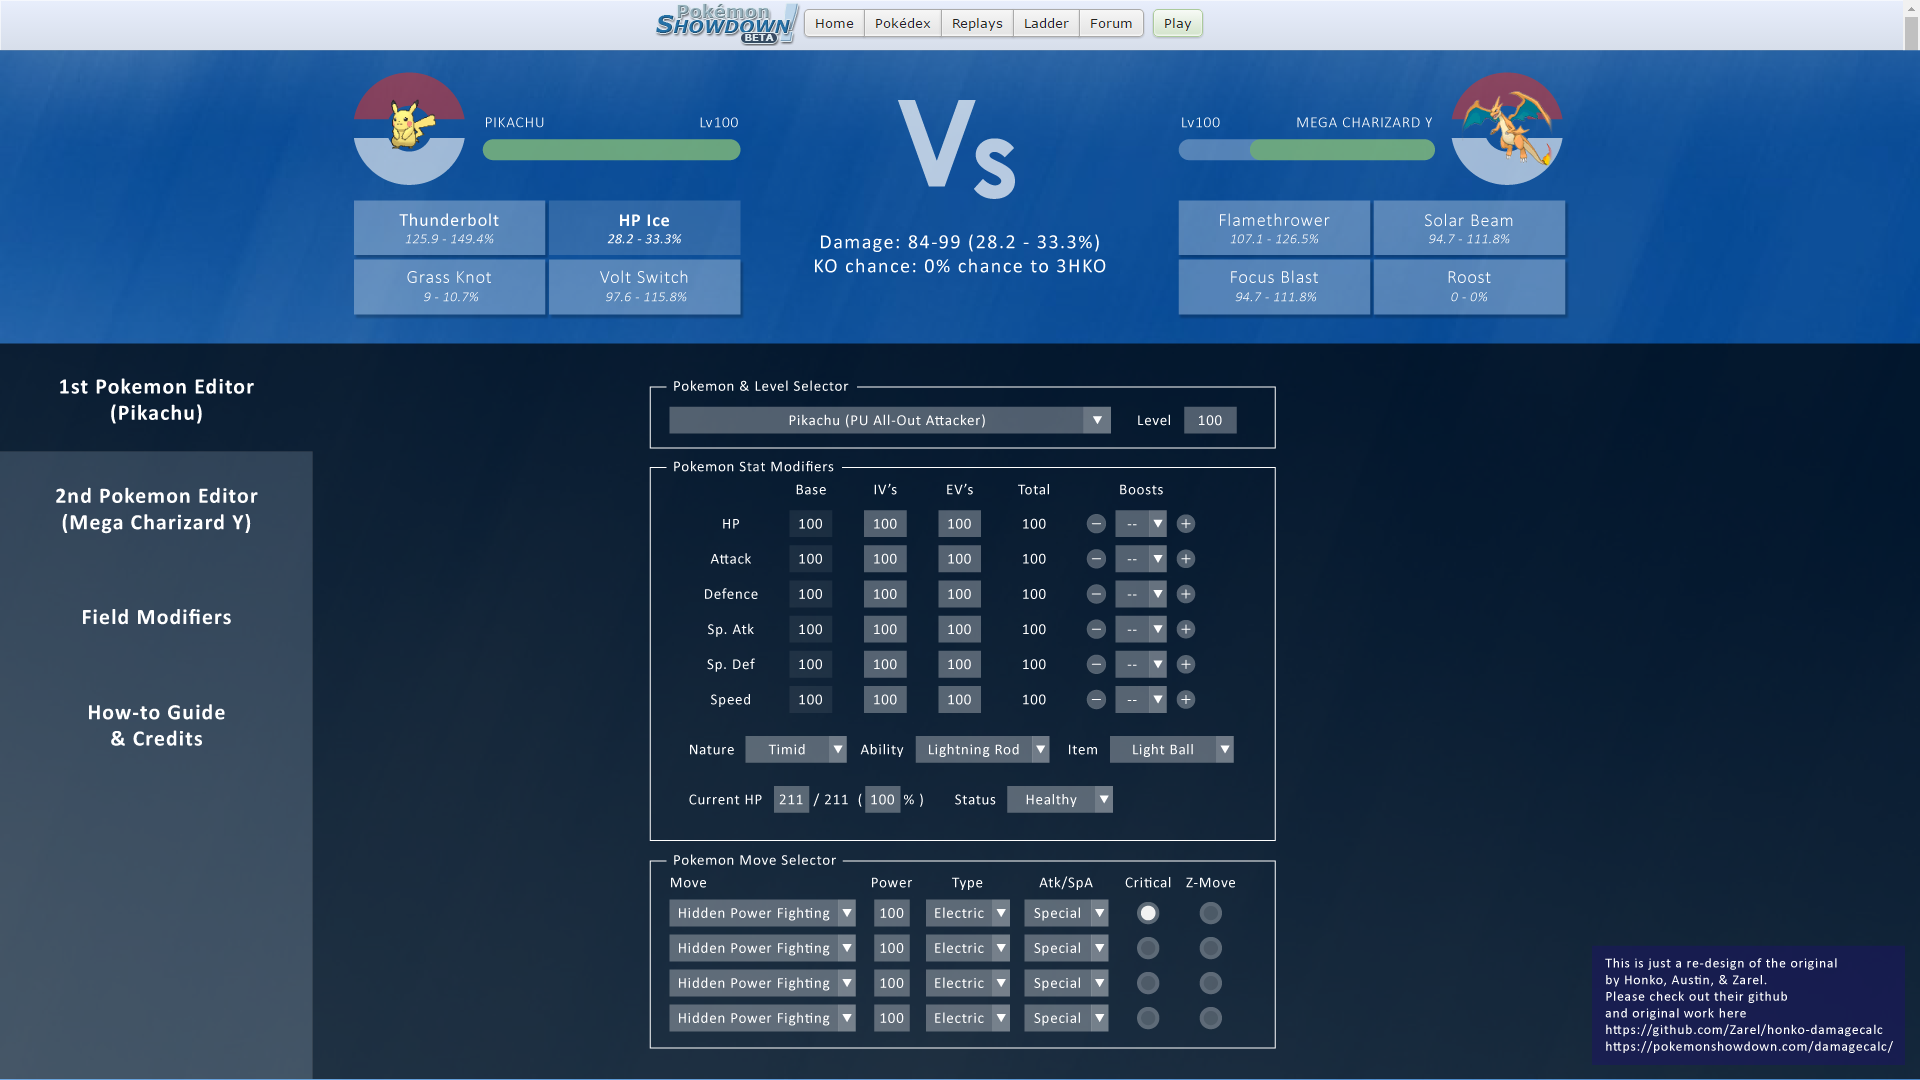 Pokémon
SHOWDOWN!
BETA
Home
Pokédex
Replays
Ladder
Forum
Play
PIKACHU
Lv100
Vs
Lv100
MEGA CHARIZARD Y
Thunderbolt
125.9 - 149.4%
HP Ice
28.2 - 33.3%
Grass Knot
9 - 10.7%
Volt Switch
97.6 - 115.8%
Damage: 84-99 (28.2 - 33.3%)
KO chance: 0% chance to 3HKO
Flamethrower
107.1 - 126.5%
Solar Beam
94.7 - 111.8%
Focus Blast
94.7 - 111.8%
Roost
0 - 0%
1st Pokemon Editor
(Pikachu)
2nd Pokemon Editor
(Mega Charizard Y)
Field Modifiers
How-to Guide
& Credits
Pokemon & Level Selector
Pikachu (PU All-Out Attacker)
Level 100
Pokemon Stat Modifiers
Base IV's EV's Total Boosts
HP 100 100 100 100 − -- +
Attack 100 100 100 100 − -- +
Defence 100 100 100 100 − -- +
Sp. Atk 100 100 100 100 − -- +
Sp. Def 100 100 100 100 − -- +
Speed 100 100 100 100 − -- +
Nature Timid Ability Lightning Rod Item Light Ball
Current HP 211 / 211 ( 100 % ) Status Healthy
Pokemon Move Selector
Move Power Type Atk/SpA Critical Z-Move
Hidden Power Fighting 100 Electric Special
Hidden Power Fighting 100 Electric Special
Hidden Power Fighting 100 Electric Special
Hidden Power Fighting 100 Electric Special
This is just a re-design of the original
by Honko, Austin, & Zarel.
Please check out their github
and original work here
https://github.com/Zarel/honko-damagecalc
https://pokemonshowdown.com/damagecalc/